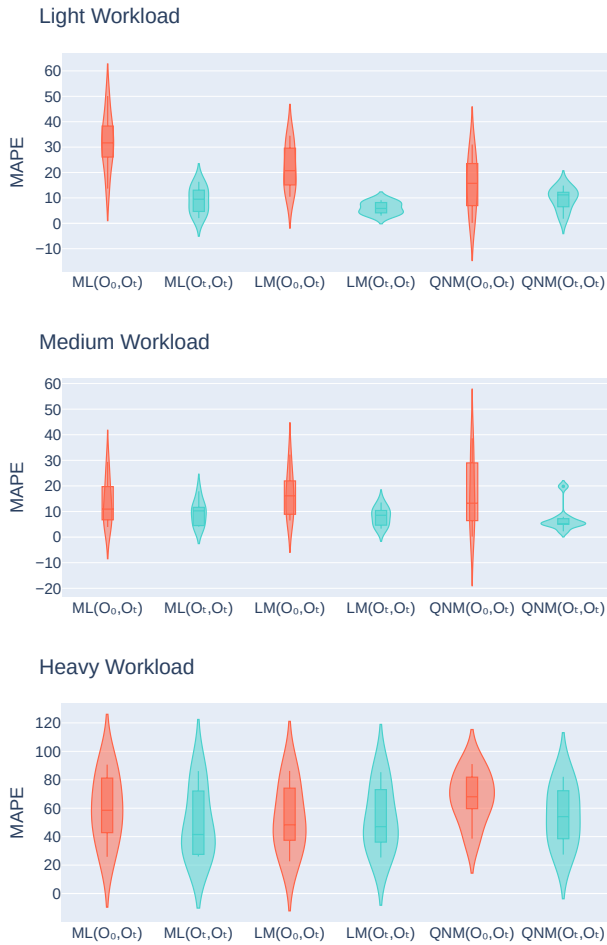 Light Workload
MAPE
60
50
40
30
20
10
0
−10
ML(O₀,Oₜ) ML(Oₜ,Oₜ) LM(O₀,Oₜ) LM(Oₜ,Oₜ) QNM(O₀,Oₜ) QNM(Oₜ,Oₜ)
Medium Workload
MAPE
60
50
40
30
20
10
0
−10
−20
ML(O₀,Oₜ) ML(Oₜ,Oₜ) LM(O₀,Oₜ) LM(Oₜ,Oₜ) QNM(O₀,Oₜ) QNM(Oₜ,Oₜ)
Heavy Workload
MAPE
120
100
80
60
40
20
0
ML(O₀,Oₜ) ML(Oₜ,Oₜ) LM(O₀,Oₜ) LM(Oₜ,Oₜ) QNM(O₀,Oₜ) QNM(Oₜ,Oₜ)